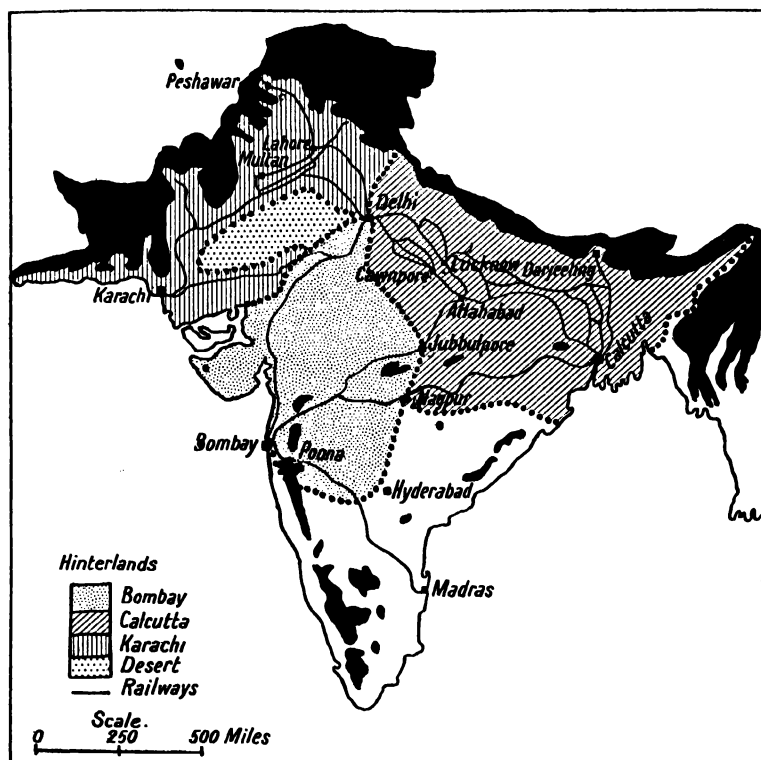 Peshawar
Lahore
Multan
Delhi
Lucknow
Darjeeling
Cawnpore
Karachi
Allahabad
Jubbulpore
Calcutta
Nagpur
Bombay
Poona
Hyderabad
Madras
Hinterlands
Bombay
Calcutta
Karachi
Desert
Railways
Scale.
0 250 500 Miles